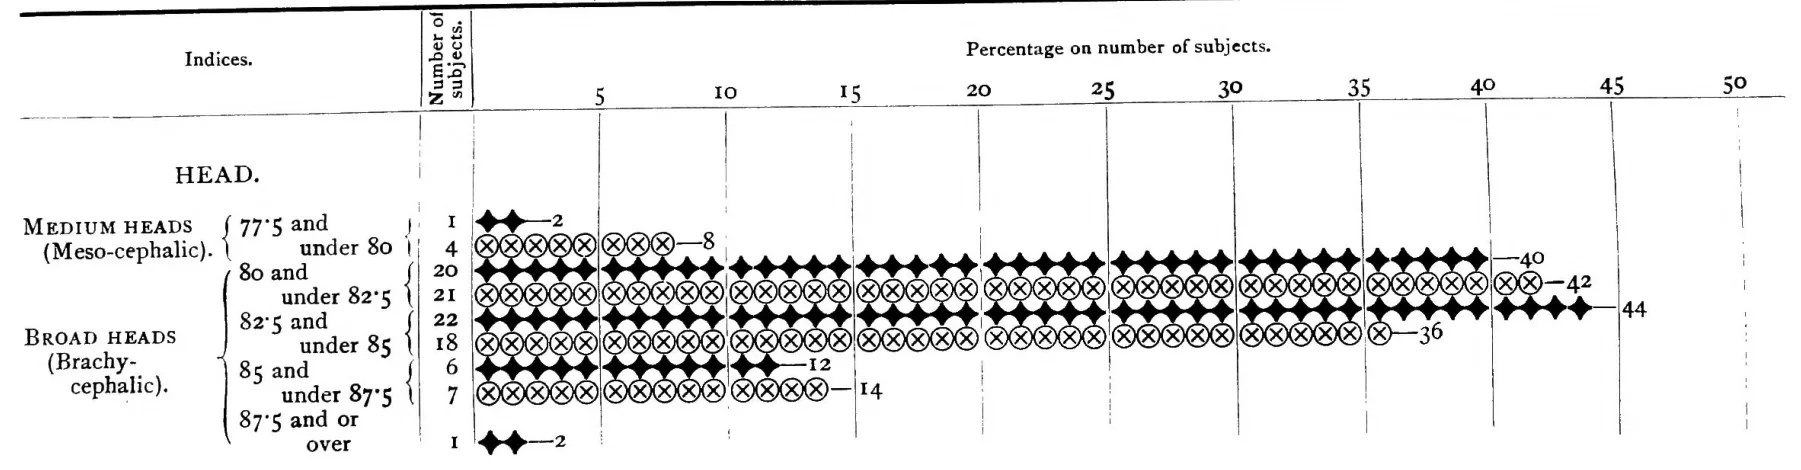 Indices.
Number of
subjects.
Percentage on number of subjects.
5 10 15 20 25 30 35 40 45 50
HEAD.
MEDIUM HEADS
(Meso-cephalic).
77·5 and
under 80
1 2
4 8
BROAD HEADS
(Brachy-
cephalic).
80 and
under 82·5
20 40
21 42
82·5 and
under 85
22 44
18 36
85 and
under 87·5
6 12
7 14
87·5 and or
over
1 2